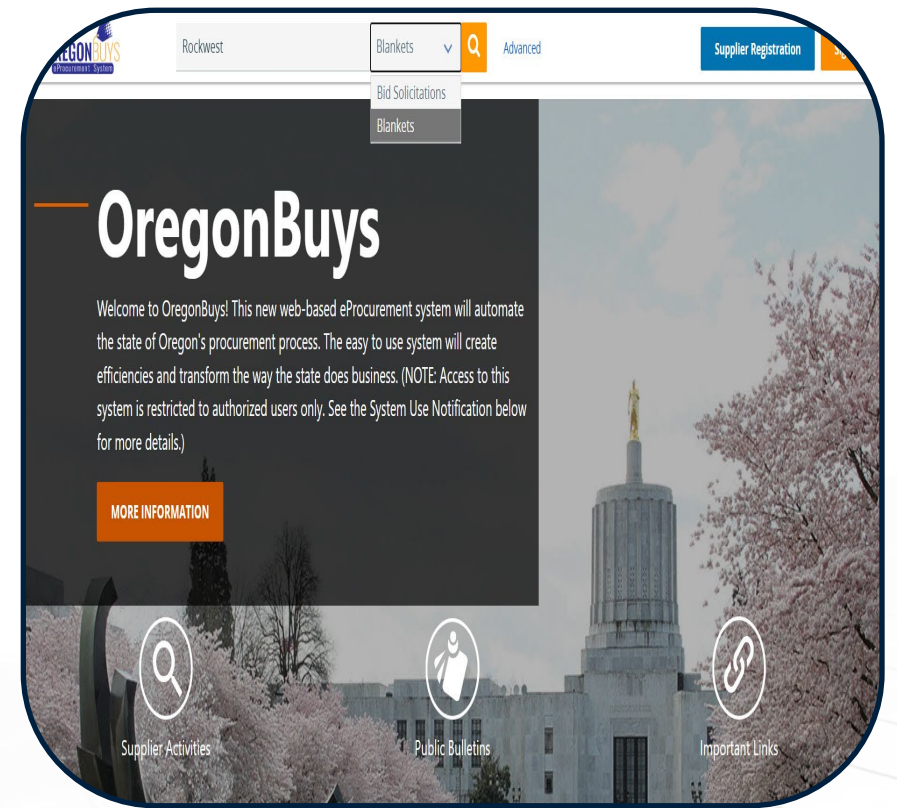 Rockwest
Blankets
Advanced
Supplier Registration
BUYS
eProcurement System
Bid Solicitations
Blankets
OregonBuys
Welcome to OregonBuys! This new web-based eProcurement system will automate
the state of Oregon's procurement process. The easy to use system will create
efficiencies and transform the way the state does business. (NOTE: Access to this
system is restricted to authorized users only. See the System Use Notification below
for more details.)
MORE INFORMATION
Supplier Activities
Public Bulletins
Important Links